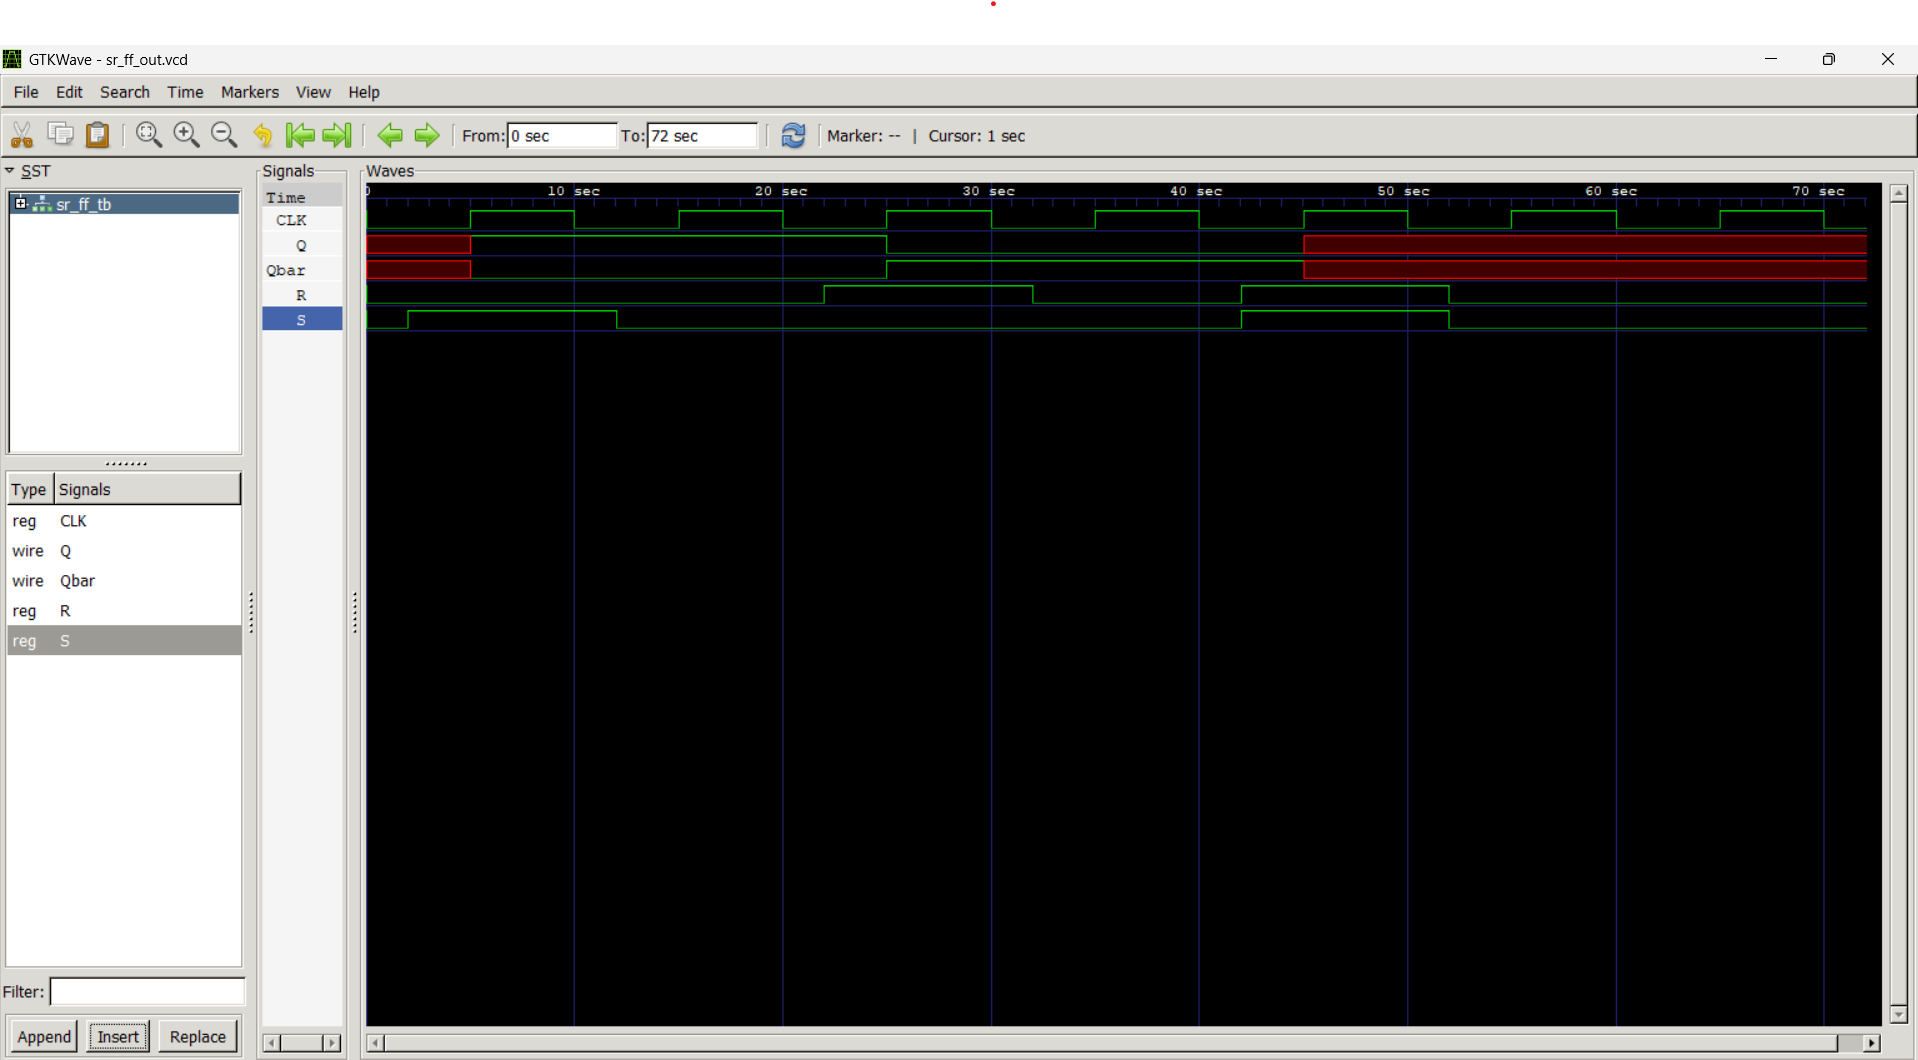 GTKWave - sr_ff_out.vcd
File Edit Search Time Markers View Help
From: 0 sec To: 72 sec Marker: -- | Cursor: 1 sec
SST
sr_ff_tb
Type Signals
reg CLK
wire Q
wire Qbar
reg R
reg S
Filter:
Append Insert Replace
Signals
Time
CLK
Q
Qbar
R
S
Waves
0 10 sec 20 sec 30 sec 40 sec 50 sec 60 sec 70 sec